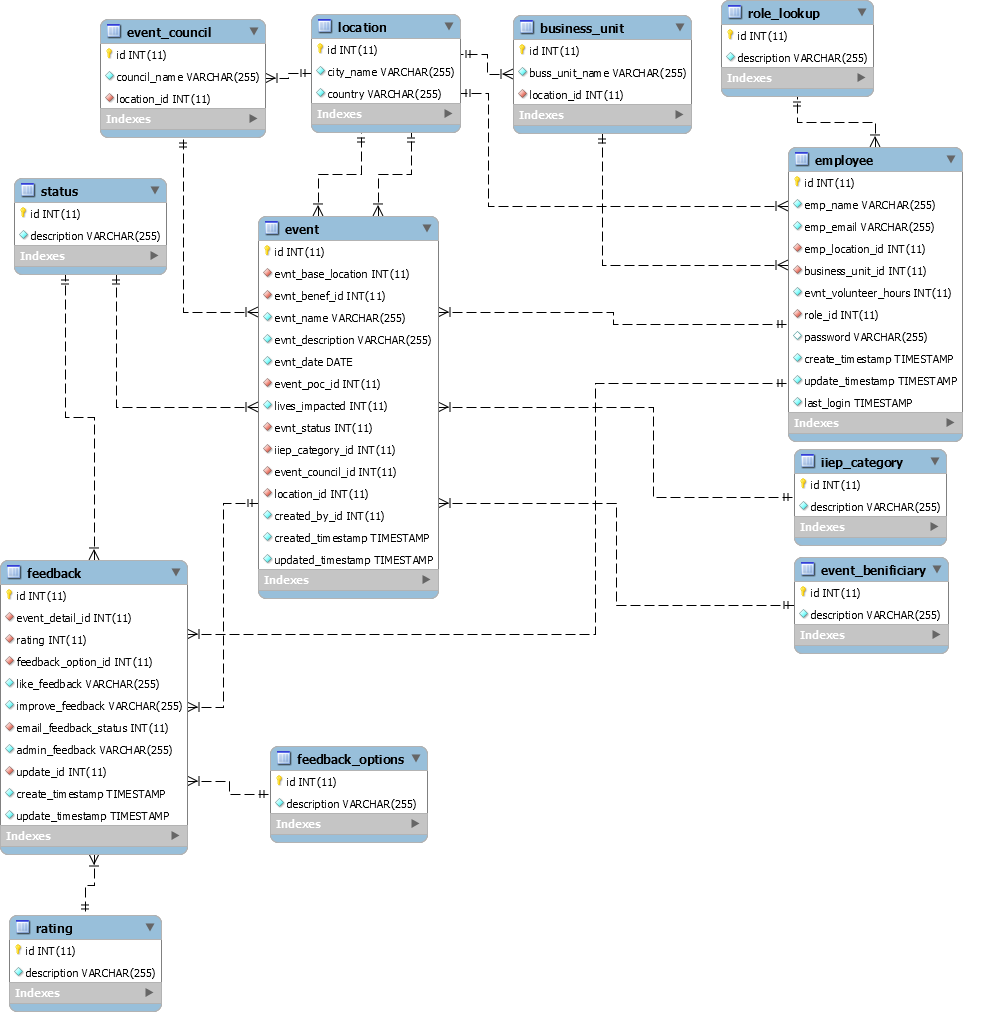 event_council
id INT(11)
council_name VARCHAR(255)
location_id INT(11)
Indexes
location
id INT(11)
city_name VARCHAR(255)
country VARCHAR(255)
Indexes
business_unit
id INT(11)
buss_unit_name VARCHAR(255)
location_id INT(11)
Indexes
role_lookup
id INT(11)
description VARCHAR(255)
Indexes
status
id INT(11)
description VARCHAR(255)
Indexes
event
id INT(11)
evnt_base_location INT(11)
evnt_benef_id INT(11)
evnt_name VARCHAR(255)
evnt_description VARCHAR(255)
evnt_date DATE
event_poc_id INT(11)
lives_impacted INT(11)
evnt_status INT(11)
iiep_category_id INT(11)
event_council_id INT(11)
location_id INT(11)
created_by_id INT(11)
created_timestamp TIMESTAMP
updated_timestamp TIMESTAMP
Indexes
employee
id INT(11)
emp_name VARCHAR(255)
emp_email VARCHAR(255)
emp_location_id INT(11)
business_unit_id INT(11)
evnt_volunteer_hours INT(11)
role_id INT(11)
password VARCHAR(255)
create_timestamp TIMESTAMP
update_timestamp TIMESTAMP
last_login TIMESTAMP
Indexes
iiep_category
id INT(11)
description VARCHAR(255)
Indexes
event_benificiary
id INT(11)
description VARCHAR(255)
Indexes
feedback
id INT(11)
event_detail_id INT(11)
rating INT(11)
feedback_option_id INT(11)
like_feedback VARCHAR(255)
improve_feedback VARCHAR(255)
email_feedback_status INT(11)
admin_feedback VARCHAR(255)
update_id INT(11)
create_timestamp TIMESTAMP
update_timestamp TIMESTAMP
Indexes
feedback_options
id INT(11)
description VARCHAR(255)
Indexes
rating
id INT(11)
description VARCHAR(255)
Indexes